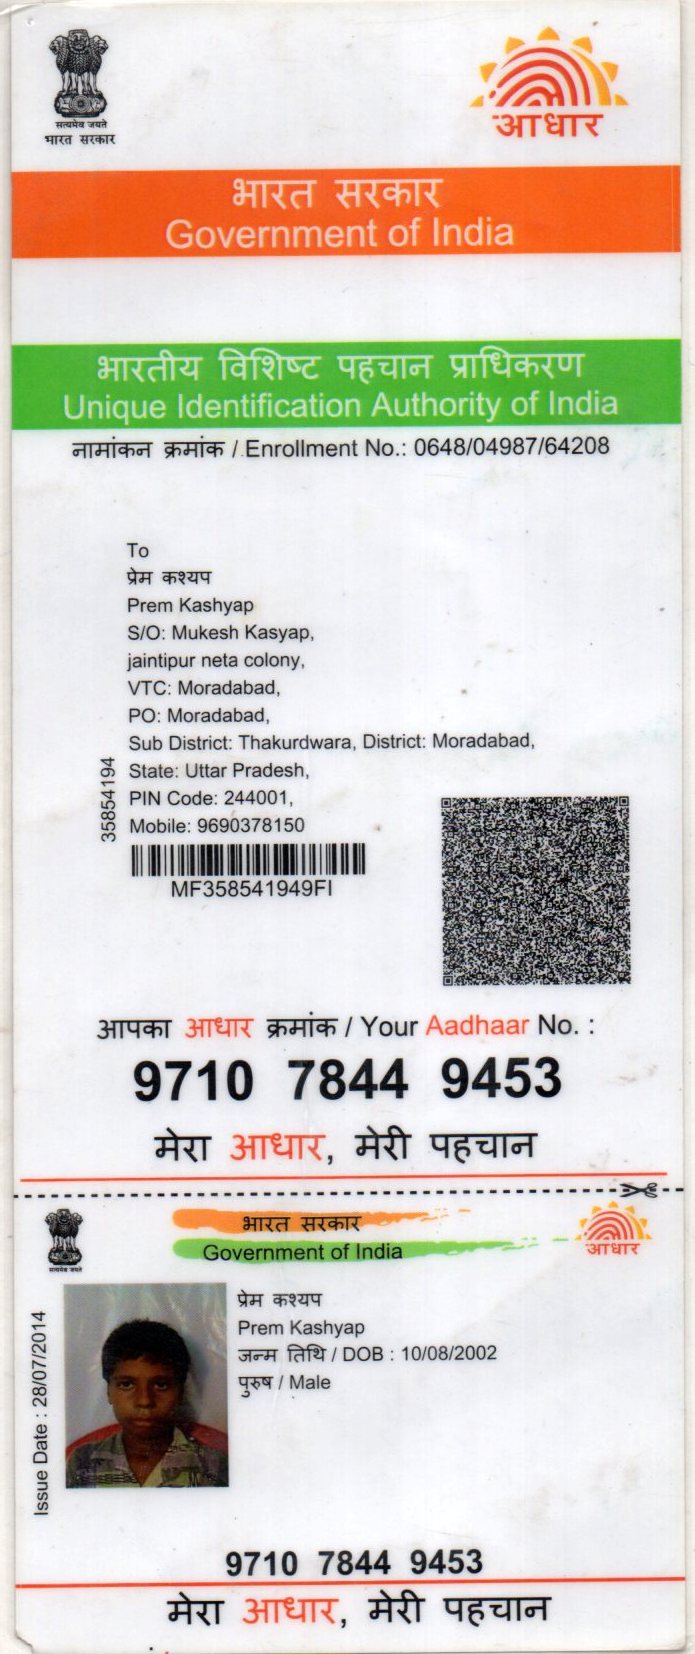 सत्यमेव जयते
भारत सरकार
आधार
भारत सरकार
Government of India
भारतीय विशिष्ट पहचान प्राधिकरण
Unique Identification Authority of India
नामांकन क्रमांक / Enrollment No.: 0648/04987/64208
To
प्रेम कश्यप
Prem Kashyap
S/O: Mukesh Kasyap,
jaintipur neta colony,
VTC: Moradabad,
PO: Moradabad,
Sub District: Thakurdwara, District: Moradabad,
State: Uttar Pradesh,
PIN Code: 244001,
Mobile: 9690378150
35854194
MF358541949FI
आपका आधार क्रमांक / Your Aadhaar No. :
9710 7844 9453
मेरा आधार, मेरी पहचान
सत्यमेव जयते
भारत सरकार
Government of India
आधार
Issue Date : 28/07/2014
प्रेम कश्यप
Prem Kashyap
जन्म तिथि / DOB : 10/08/2002
पुरुष / Male
9710 7844 9453
मेरा आधार, मेरी पहचान